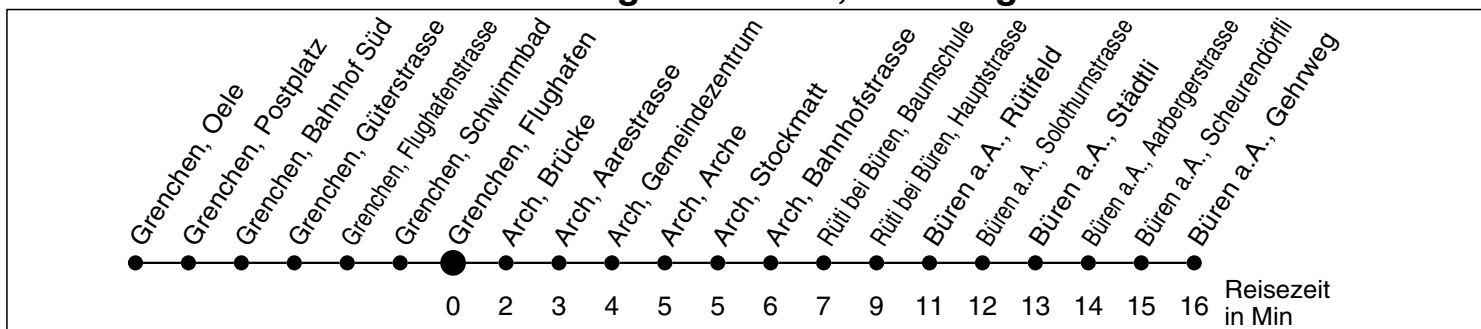 Grenchen, Oele
Grenchen, Postplatz
Grenchen, Bahnhof Süd
Grenchen, Güterstrasse
Grenchen, Flughafenstrasse
Grenchen, Schwimmbad
Grenchen, Flughafen
Arch, Brücke
Arch, Aarestrasse
Arch, Gemeindezentrum
Arch, Arche
Arch, Stockmatt
Arch, Bahnhofstrasse
Rüti bei Büren, Baumschule
Rüti bei Büren, Hauptstrasse
Büren a.A., Rütifeld
Büren a.A., Solothurnstrasse
Büren a.A., Städtli
Büren a.A., Aarbergerstrasse
Büren a.A., Scheurendörfli
Büren a.A., Gehrweg
0 2 3 4 5 5 6 7 9 11 12 13 14 15 16 Reisezeit
in Min